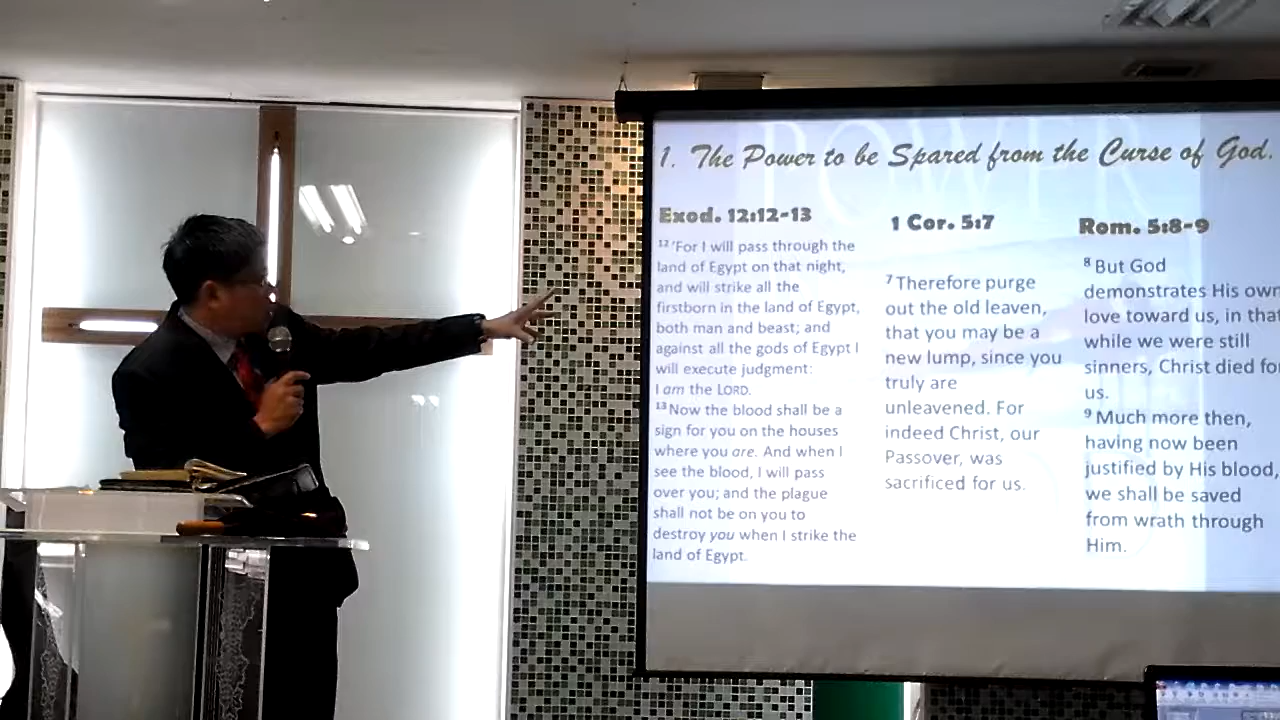 POWER
1. The Power to be Spared from the Curse of God.
Exod. 12:12-13
12 'For I will pass through the
land of Egypt on that night,
and will strike all the
firstborn in the land of Egypt,
both man and beast; and
against all the gods of Egypt I
will execute judgment:
I am the LORD.
13 Now the blood shall be a
sign for you on the houses
where you are. And when I
see the blood, I will pass
over you; and the plague
shall not be on you to
destroy you when I strike the
land of Egypt.
1 Cor. 5:7
7 Therefore purge
out the old leaven,
that you may be a
new lump, since you
truly are
unleavened. For
indeed Christ, our
Passover, was
sacrificed for us.
Rom. 5:8-9
8 But God
demonstrates His own
love toward us, in that
while we were still
sinners, Christ died for
us.
9 Much more then,
having now been
justified by His blood,
we shall be saved
from wrath through
Him.